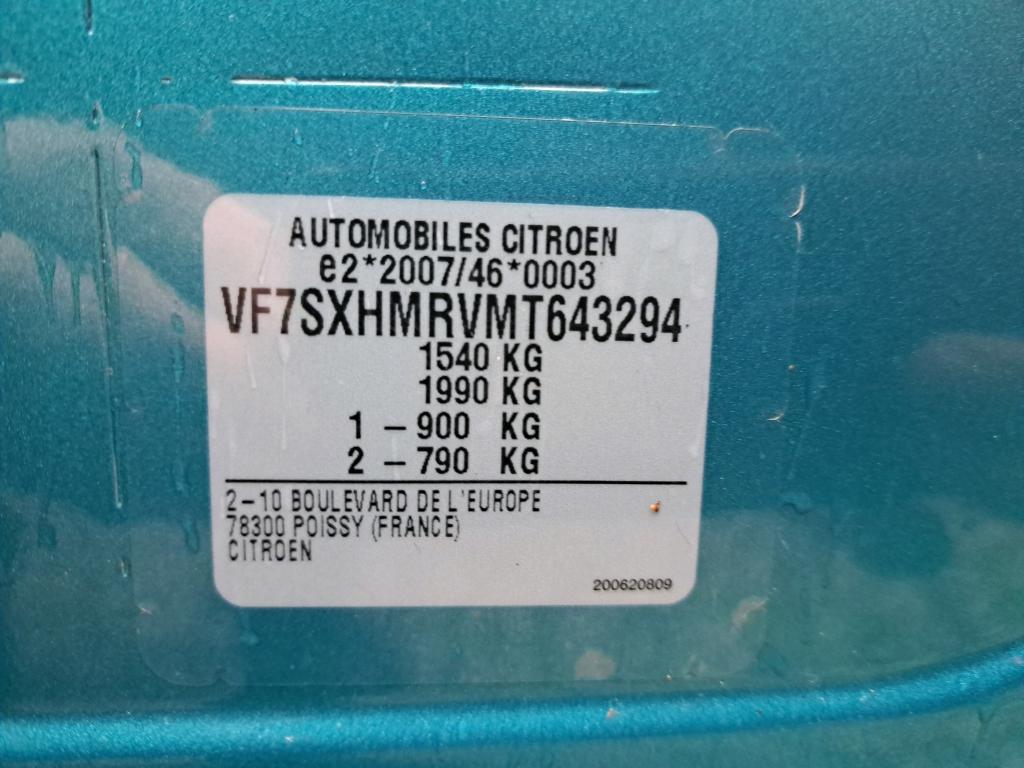 AUTOMOBILES CITROEN
e2*2007/46*0003
VF7SXHMRVMT643294
1540 KG
1990 KG
1 – 900 KG
2 – 790 KG
2–10 BOULEVARD DE L'EUROPE
78300 POISSY (FRANCE)
CITROEN
200620809